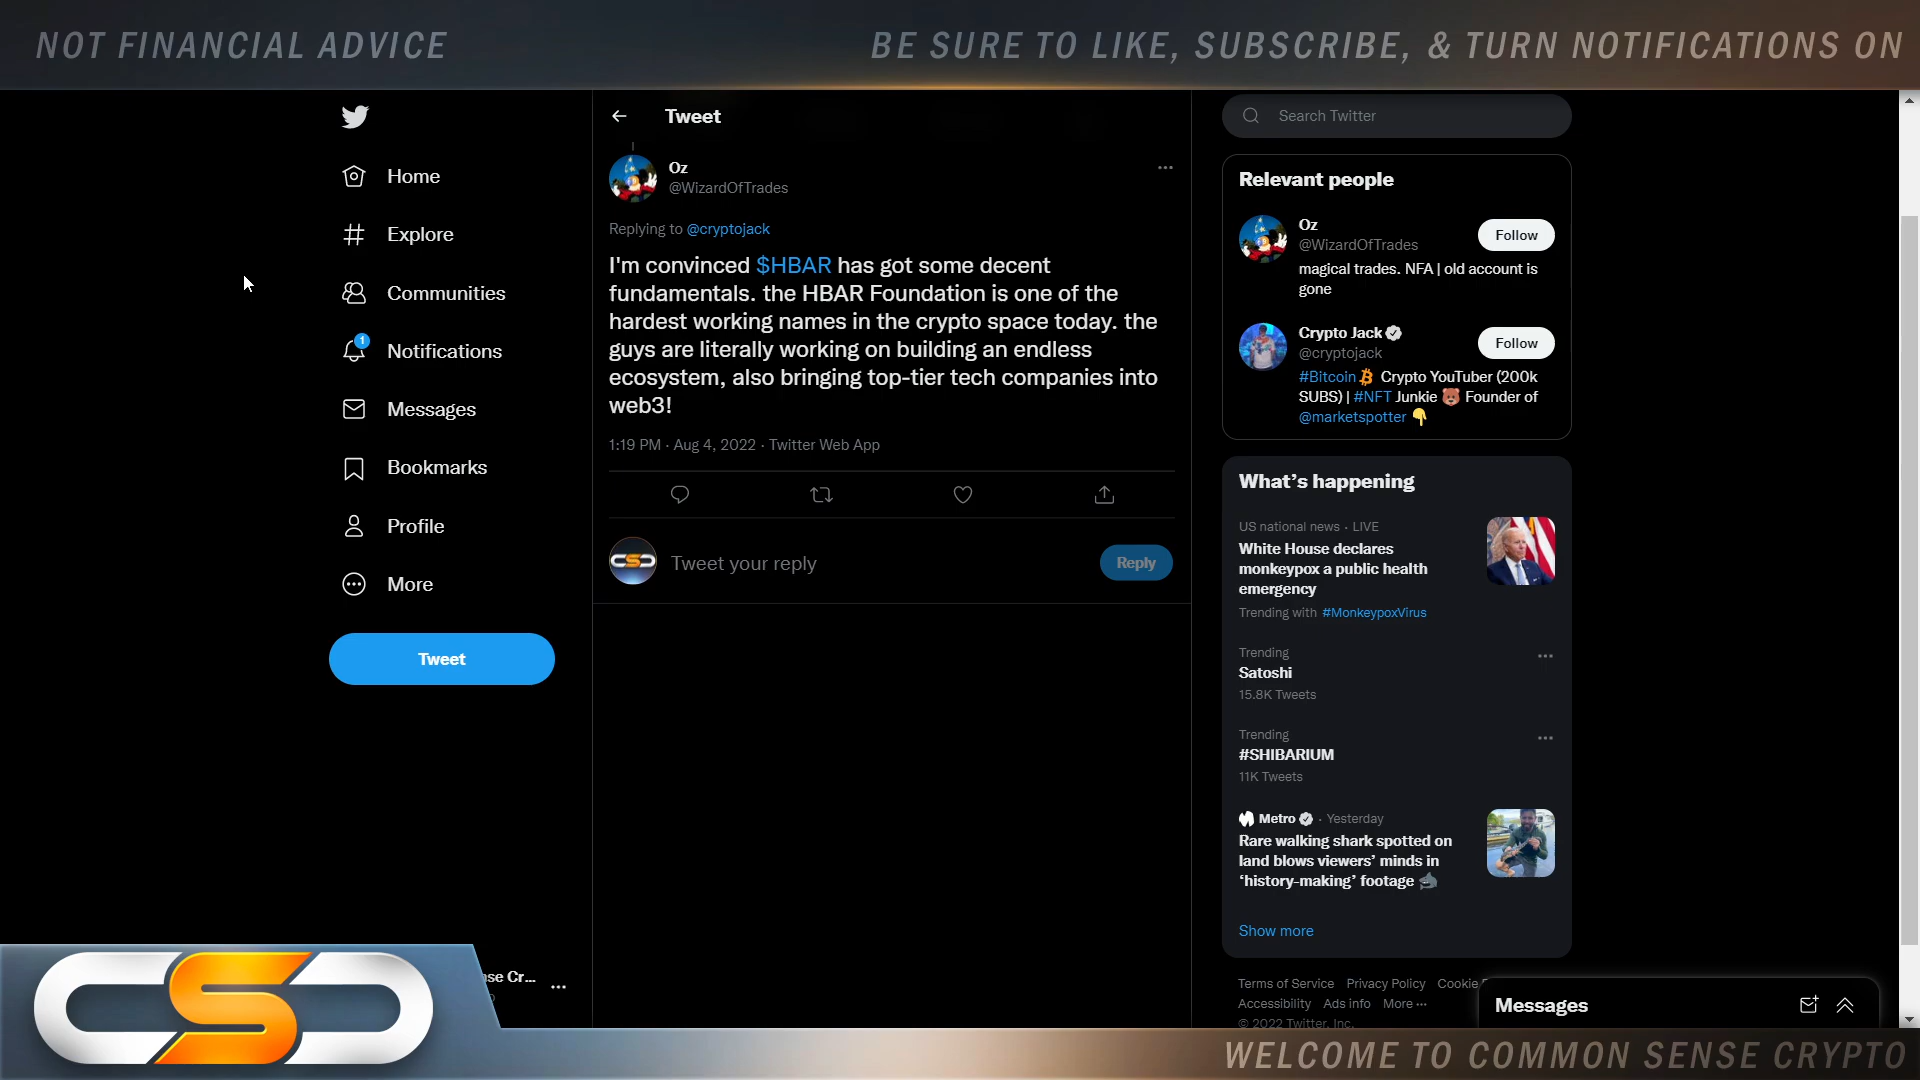 NOT FINANCIAL ADVICE
BE SURE TO LIKE, SUBSCRIBE, & TURN NOTIFICATIONS ON
Home
Explore
Communities
1
Notifications
Messages
Bookmarks
Profile
More
Tweet
Tweet
Oz
@WizardOfTrades
Replying to @cryptojack
I'm convinced $HBAR has got some decent
fundamentals. the HBAR Foundation is one of the
hardest working names in the crypto space today. the
guys are literally working on building an endless
ecosystem, also bringing top-tier tech companies into
web3!
1:19 PM · Aug 4, 2022 · Twitter Web App
CSC
Tweet your reply
Reply
Search Twitter
Relevant people
Oz
@WizardOfTrades
Follow
magical trades. NFA | old account is
gone
Crypto Jack
@cryptojack
Follow
#Bitcoin Crypto YouTuber (200k
SUBS) | #NFT Junkie 🐻 Founder of
@marketspotter 👇
What's happening
US national news · LIVE
White House declares
monkeypox a public health
emergency
Trending with #MonkeypoxVirus
Trending
Satoshi
15.8K Tweets
Trending
#SHIBARIUM
11K Tweets
Metro · Yesterday
Rare walking shark spotted on
land blows viewers' minds in
‘history-making’ footage 🦈
Show more
Terms of Service Privacy Policy Cookie
Accessibility Ads info More ···
© 2022 Twitter, Inc.
Messages
nse Cr...
CSC
WELCOME TO COMMON SENSE CRYPTO